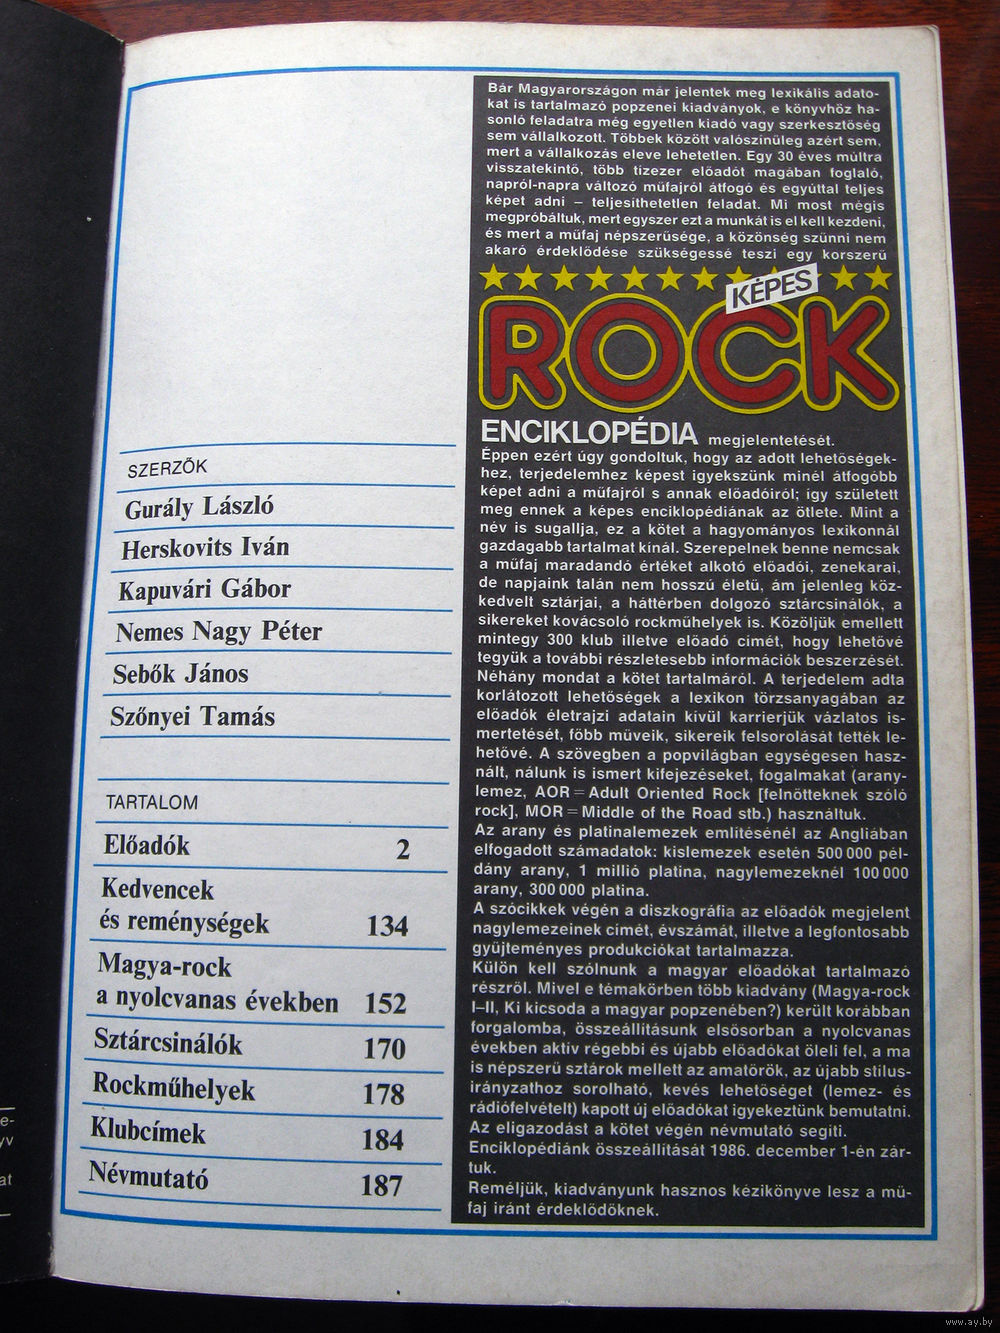 SZERZŐK
Gurály László
Herskovits Iván
Kapuvári Gábor
Nemes Nagy Péter
Sebők János
Szőnyei Tamás
TARTALOM
Előadók 2
Kedvencek
és reménységek 134
Magya-rock
a nyolcvanas években 152
Sztárcsinálók 170
Rockműhelyek 178
Klubcímek 184
Névmutató 187
Bár Magyarországon már jelentek meg lexikális adato-
kat is tartalmazó popzenei kiadványok, e könyvhöz ha-
sonló feladatra még egyetlen kiadó vagy szerkesztőség
sem vállalkozott. Többek között valószínűleg azért sem,
mert a vállalkozás eleve lehetetlen. Egy 30 éves múltra
visszatekintő, több tízezer előadót magában foglaló,
napról-napra változó műfajról átfogó és egyúttal teljes
képet adni – teljesíthetetlen feladat. Mi most mégis
megpróbáltuk, mert egyszer ezt a munkát is el kell kezdeni,
és mert a műfaj népszerűsége, a közönség szűnni nem
akaró érdeklődése szükségessé teszi egy korszerű
KÉPES
ROCK
ENCIKLOPÉDIA megjelentetését.
Éppen ezért úgy gondoltuk, hogy az adott lehetőségek-
hez, terjedelemhez képest igyekszünk minél átfogóbb
képet adni a műfajról s annak előadóiról; így született
meg ennek a képes enciklopédiának az ötlete. Mint a
név is sugallja, ez a kötet a hagyományos lexikonnál
gazdagabb tartalmat kínál. Szerepelnek benne nemcsak
a műfaj maradandó értéket alkotó előadói, zenekarai,
de napjaink talán nem hosszú életű, ám jelenleg köz-
kedvelt sztárjai, a háttérben dolgozó sztárcsinálók, a
sikereket kovácsoló rockműhelyek is. Közöljük emellett
mintegy 300 klub illetve előadó címét, hogy lehetővé
tegyük a további részletesebb információk beszerzését.
Néhány mondat a kötet tartalmáról. A terjedelem adta
korlátozott lehetőségek a lexikon törzsanyagában az
előadók életrajzi adatain kívül karrierjük vázlatos is-
mertetését, főbb műveik, sikereik felsorolását tették le-
hetővé. A szövegben a popvilágban egységesen hasz-
nált, nálunk is ismert kifejezéseket, fogalmakat (arany-
lemez, AOR = Adult Oriented Rock [felnőtteknek szóló
rock], MOR = Middle of the Road stb.) használtuk.
Az arany és platinalemezek említésénél az Angliában
elfogadott számadatok: kislemezek esetén 500 000 pél-
dány arany, 1 millió platina, nagylemezeknél 100 000
arany, 300 000 platina.
A szócikkek végén a diszkográfia az előadók megjelent
nagylemezeinek címét, évszámát, illetve a legfontosabb
gyűjteményes produkciókat tartalmazza.
Külön kell szólnunk a magyar előadókat tartalmazó
részről. Mivel e témakörben több kiadvány (Magya-rock
I–II, Ki kicsoda a magyar popzenében?) került korábban
forgalomba, összeállításunk elsősorban a nyolcvanas
években aktív régebbi és újabb előadókat öleli fel, a ma
is népszerű sztárok mellett az amatőrök, az újabb stílus-
irányzathoz sorolható, kevés lehetőséget (lemez- és
rádiófelvételt) kapott új előadókat igyekeztünk bemutatni.
Az eligazodást a kötet végén névmutató segíti.
Enciklopédiánk összeállítását 1986. december 1-én zár-
tuk.
Reméljük, kiadványunk hasznos kézikönyve lesz a mű-
faj iránt érdeklődőknek.
e-
yv
at
www.ay.by